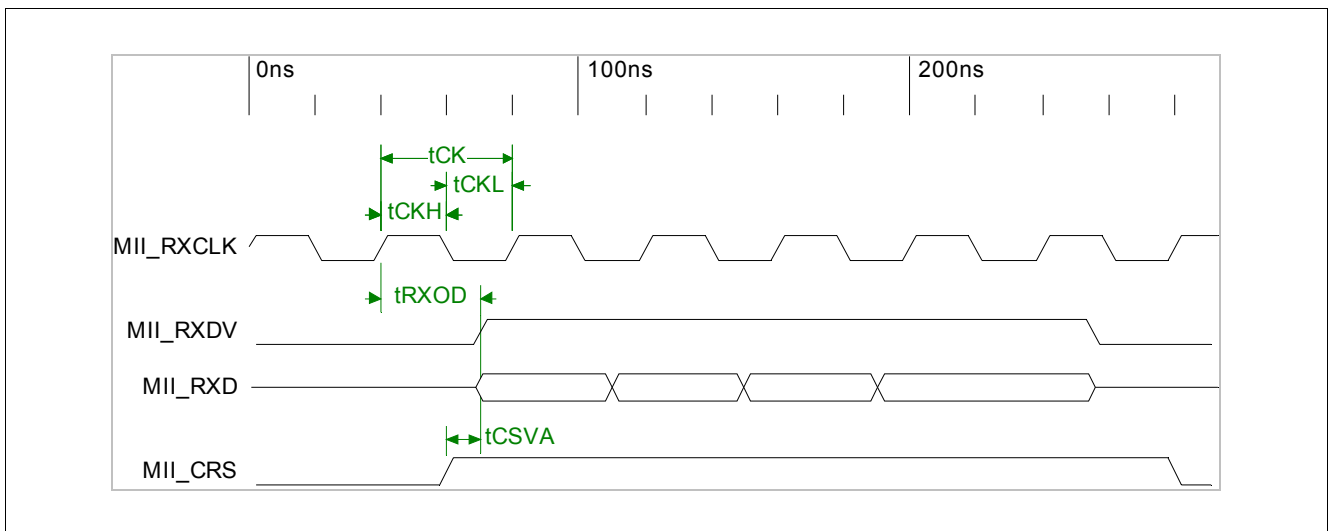 0ns 100ns 200ns
tCK
tCKL
tCKH
MII_RXCLK
tRXOD
MII_RXDV
MII_RXD
tCSVA
MII_CRS